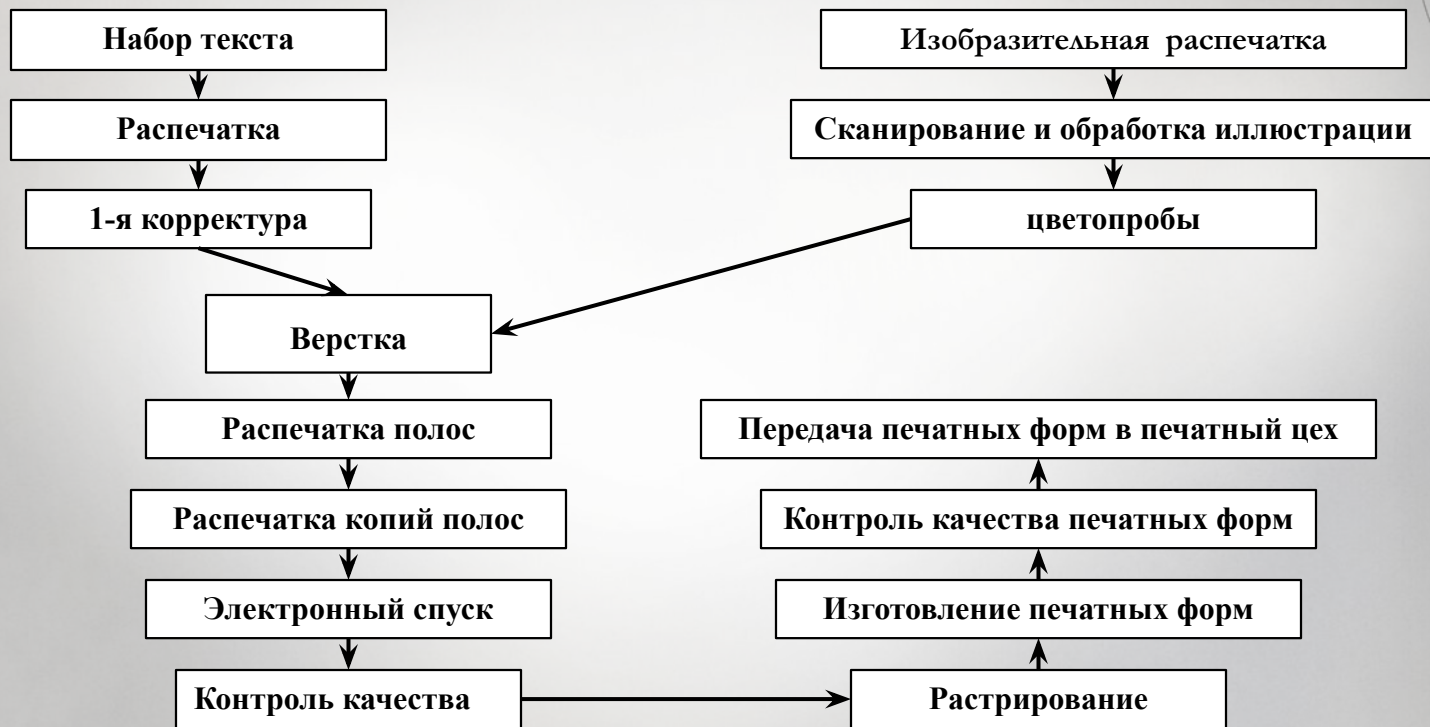 Набор текста
Распечатка
1-я корректура
Изобразительная распечатка
Сканирование и обработка иллюстрации
цветопробы
Верстка
Распечатка полос
Распечатка копий полос
Электронный спуск
Контроль качества
Растрирование
Изготовление печатных форм
Контроль качества печатных форм
Передача печатных форм в печатный цех